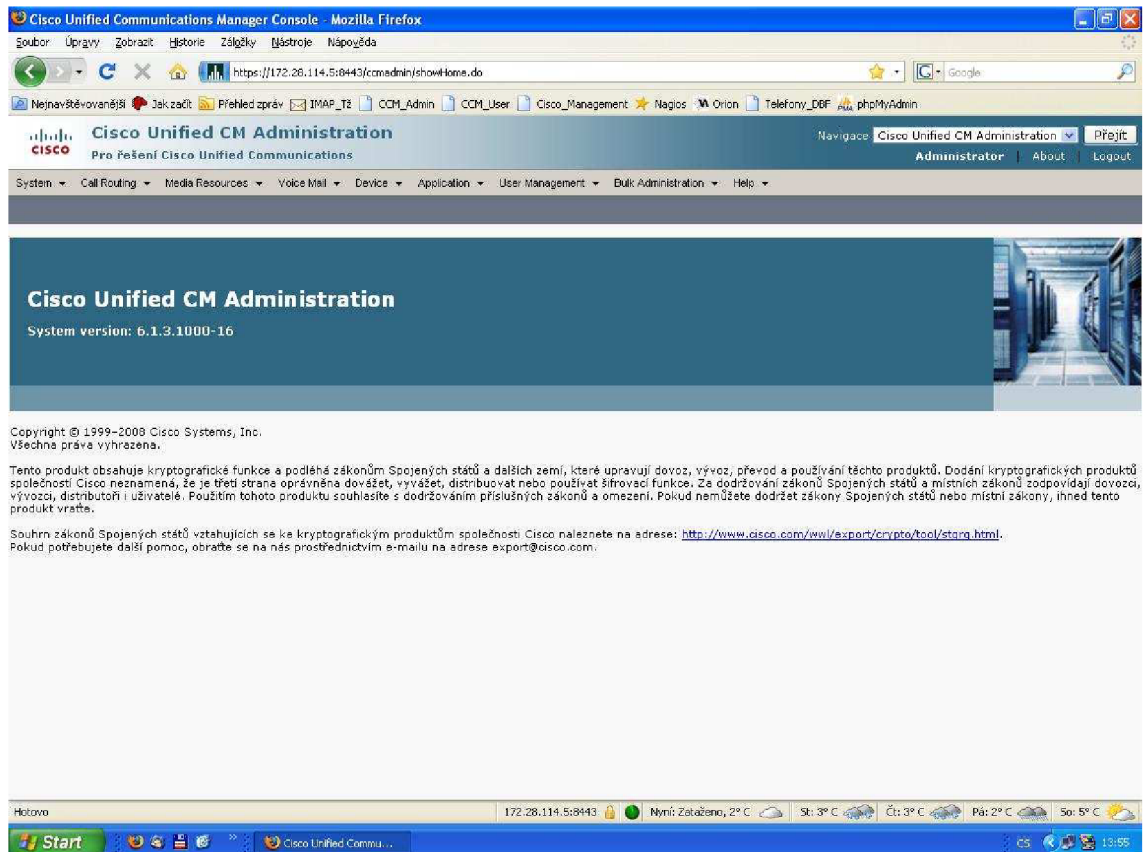 Cisco Unified Communications Manager Console - Mozilla Firefox
Soubor Úpravy Zobrazit Historie Záložky Nástroje Nápověda
https://172.28.114.5:8443/ccmadmin/showHome.do
Google
Nejnavštěvovanější Jak začít Přehled zpráv IMAP_Tž CCM_Admin CCM_User Cisco_Management Nagios Orion Telefony_DBF phpMyAdmin
CISCO
Cisco Unified CM Administration
Pro řešení Cisco Unified Communications
Navigace Cisco Unified CM Administration Přejít
Administrator | About | Logout
System Call Routing Media Resources Voice Mail Device Application User Management Bulk Administration Help
Cisco Unified CM Administration
System version: 6.1.3.1000-16
Copyright © 1999-2008 Cisco Systems, Inc.
Všechna práva vyhrazena.
Tento produkt obsahuje kryptografické funkce a podléhá zákonům Spojených států a dalších zemí, které upravují dovoz, vývoz, převod a používání těchto produktů. Dodání kryptografických produktů
společností Cisco neznamená, že je třetí strana oprávněna dovážet, vyvážet, distribuovat nebo používat šifrovací funkce. Za dodržování zákonů Spojených států a místních zákonů zodpovídají dovozci,
vývozci, distributoři i uživatelé. Použitím tohoto produktu souhlasíte s dodržováním příslušných zákonů a omezení. Pokud nemůžete dodržet zákony Spojených států nebo místní zákony, ihned tento
produkt vraťte.
Souhrn zákonů Spojených států vztahujících se ke kryptografickým produktům společnosti Cisco naleznete na adrese: http://www.cisco.com/wwl/export/crypto/tool/stqrg.html.
Pokud potřebujete další pomoc, obraťte se na nás prostřednictvím e-mailu na adrese export@cisco.com.
Hotovo
172.28.114.5:8443 Nyní: Zataženo, 2° C St: 3° C Čt: 3° C Pá: 2° C So: 5° C
Start
Cisco Unified Commu...
CS 13:55